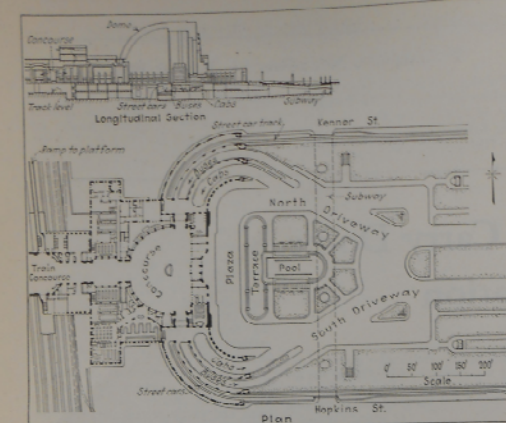 Dome
Concourse
Track level
Street cars Buses Cabs
Subway
Longitudinal Section
Street car track
Kenner St.
Ramp to platform
Buses
Cabs
Subway
North Driveway
Train
Concourse
Concourse
Plaza
Terrace
Pool
South Driveway
Cabs
Buses
Street cars
0' 50' 100' 150' 200'
Scale
Hopkins St.
Plan